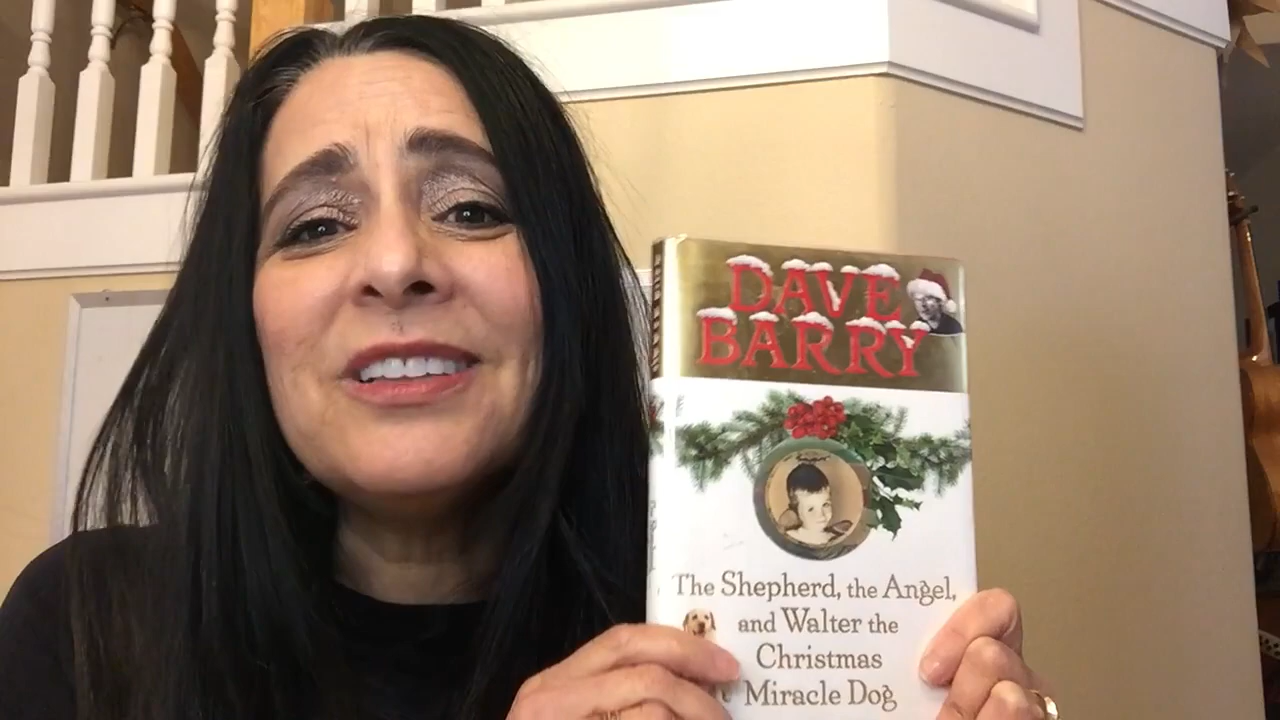 DAVE
BARRY
The Shepherd, the Angel,
and Walter the
Christmas
Miracle Dog